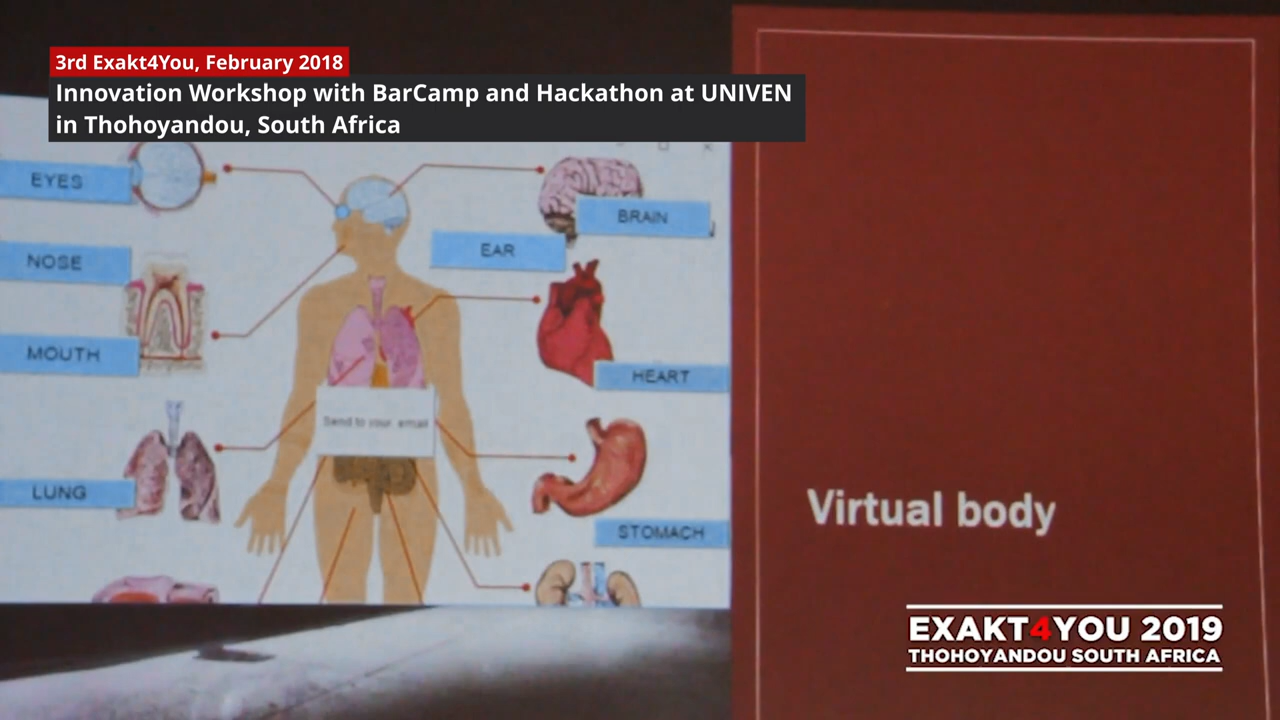 3rd Exakt4You, February 2018
Innovation Workshop with BarCamp and Hackathon at UNIVEN
in Thohoyandou, South Africa
EYES
BRAIN
EAR
NOSE
MOUTH
HEART
Send to your email
LUNG
STOMACH
Virtual body
EXAKT4YOU 2019
THOHOYANDOU SOUTH AFRICA